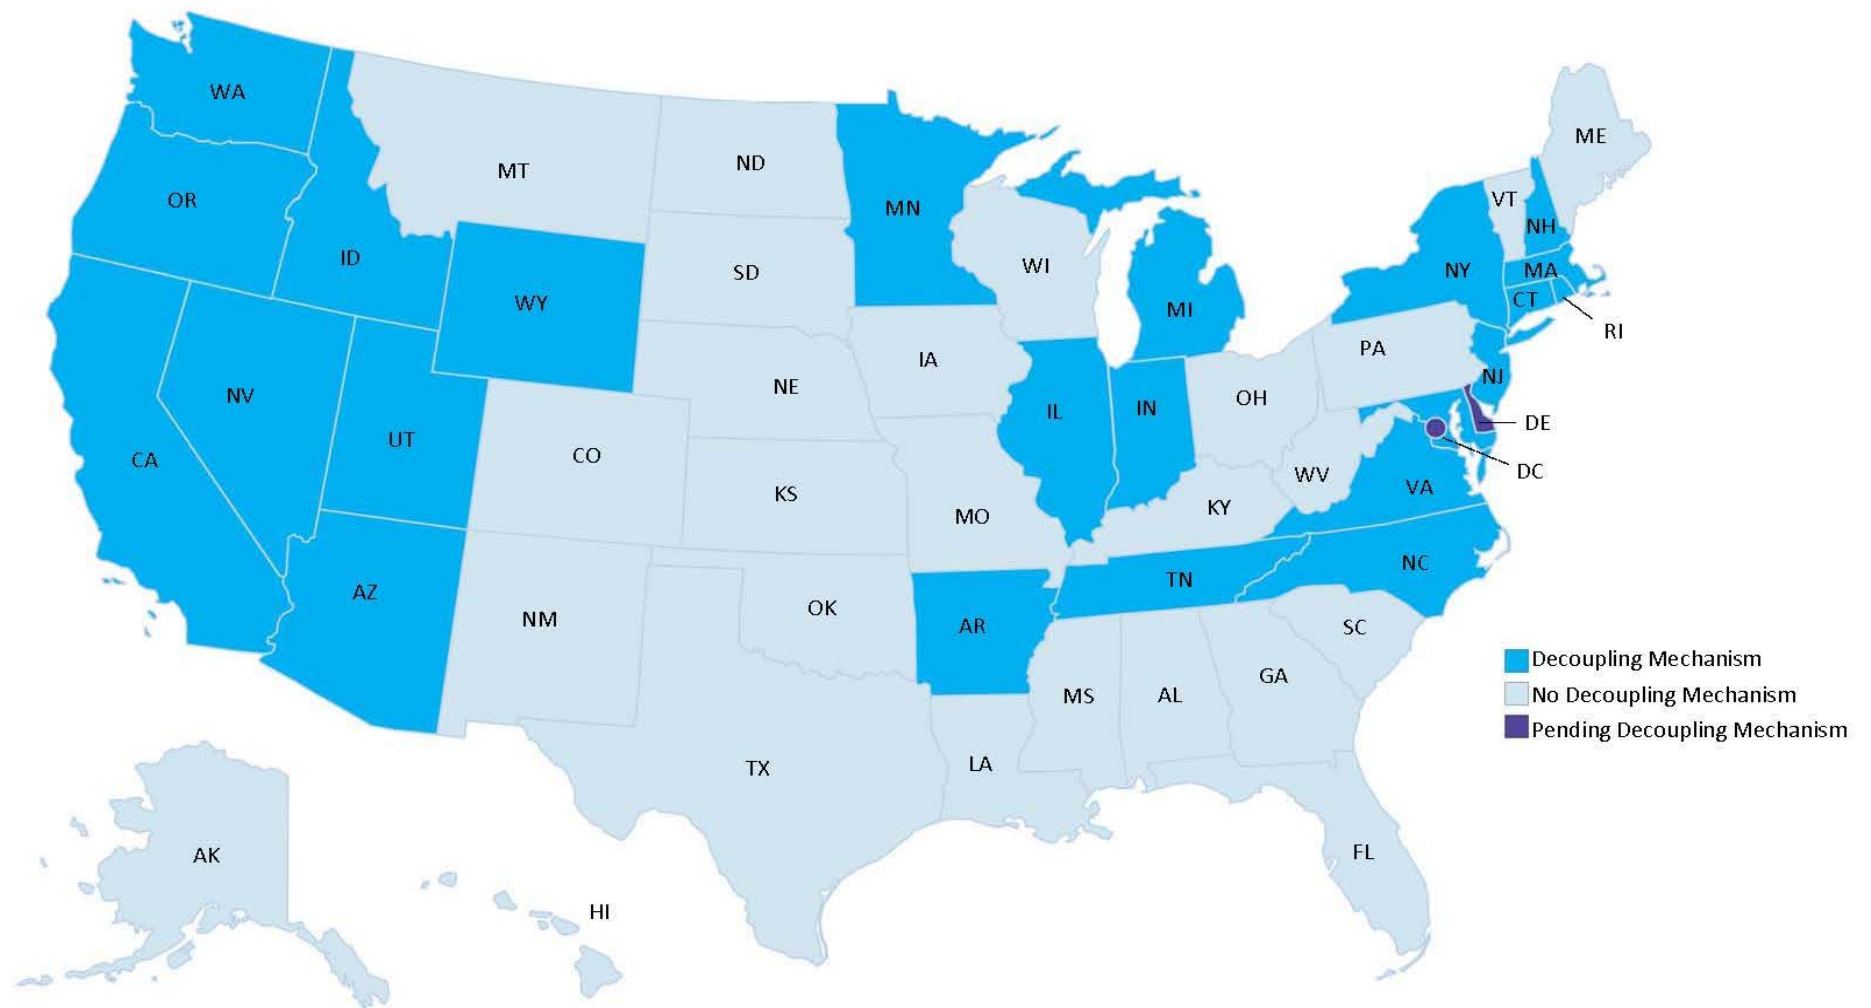 WA
MT
ND
MN
ME
OR
ID
WY
SD
WI
MI
VT
NH
NY
MA
CT
RI
CA
NV
UT
CO
NE
IA
IL
IN
OH
PA
NJ
DE
DC
KS
MO
KY
WV
VA
AZ
NM
OK
AR
TN
NC
SC
TX
LA
MS
AL
GA
FL
AK
HI
Decoupling Mechanism
No Decoupling Mechanism
Pending Decoupling Mechanism